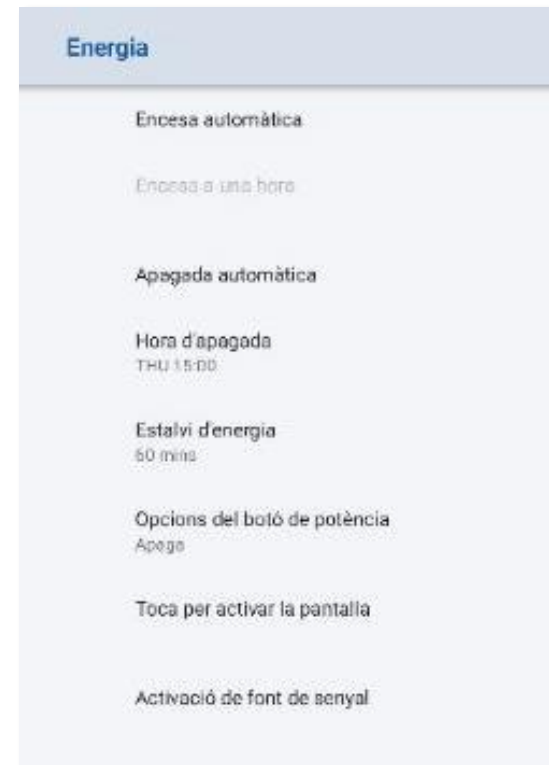 Energia
Encesa automàtica
Encesa a una hora
Apagada automàtica
Hora d'apagada
THU 15:00
Estalvi d'energia
60 mins
Opcions del botó de potència
Apaga
Toca per activar la pantalla
Activació de font de senyal